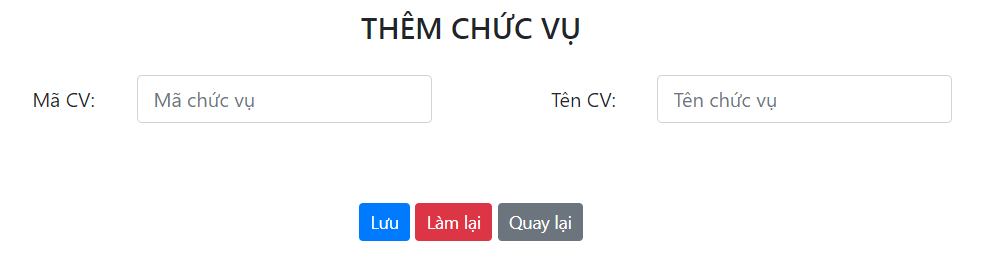 THÊM CHỨC VỤ
Mã CV: Mã chức vụ Tên CV: Tên chức vụ
Lưu Làm lại Quay lại